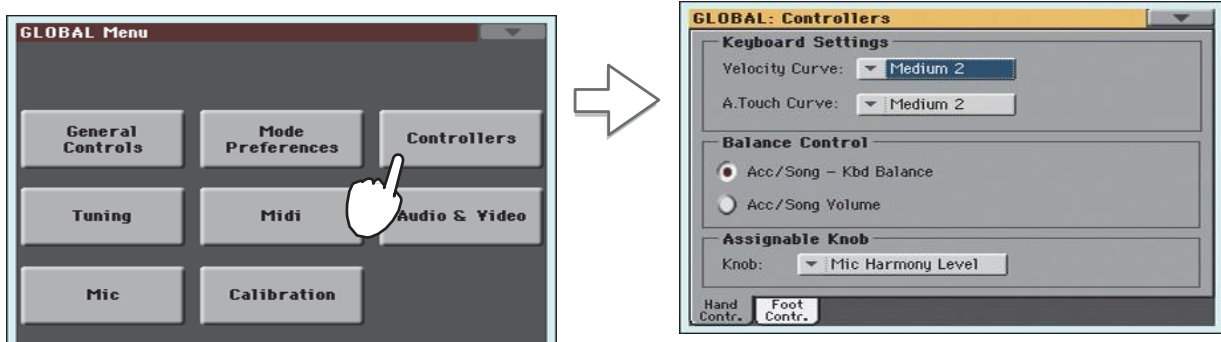 GLOBAL Menu
General
Controls
Mode
Preferences
Controllers
Tuning
Midi
Audio & Video
Mic
Calibration
GLOBAL: Controllers
Keyboard Settings
Velocity Curve: Medium 2
A.Touch Curve: Medium 2
Balance Control
Acc/Song - Kbd Balance
Acc/Song Volume
Assignable Knob
Knob: Mic Harmony Level
Hand
Contr.
Foot
Contr.